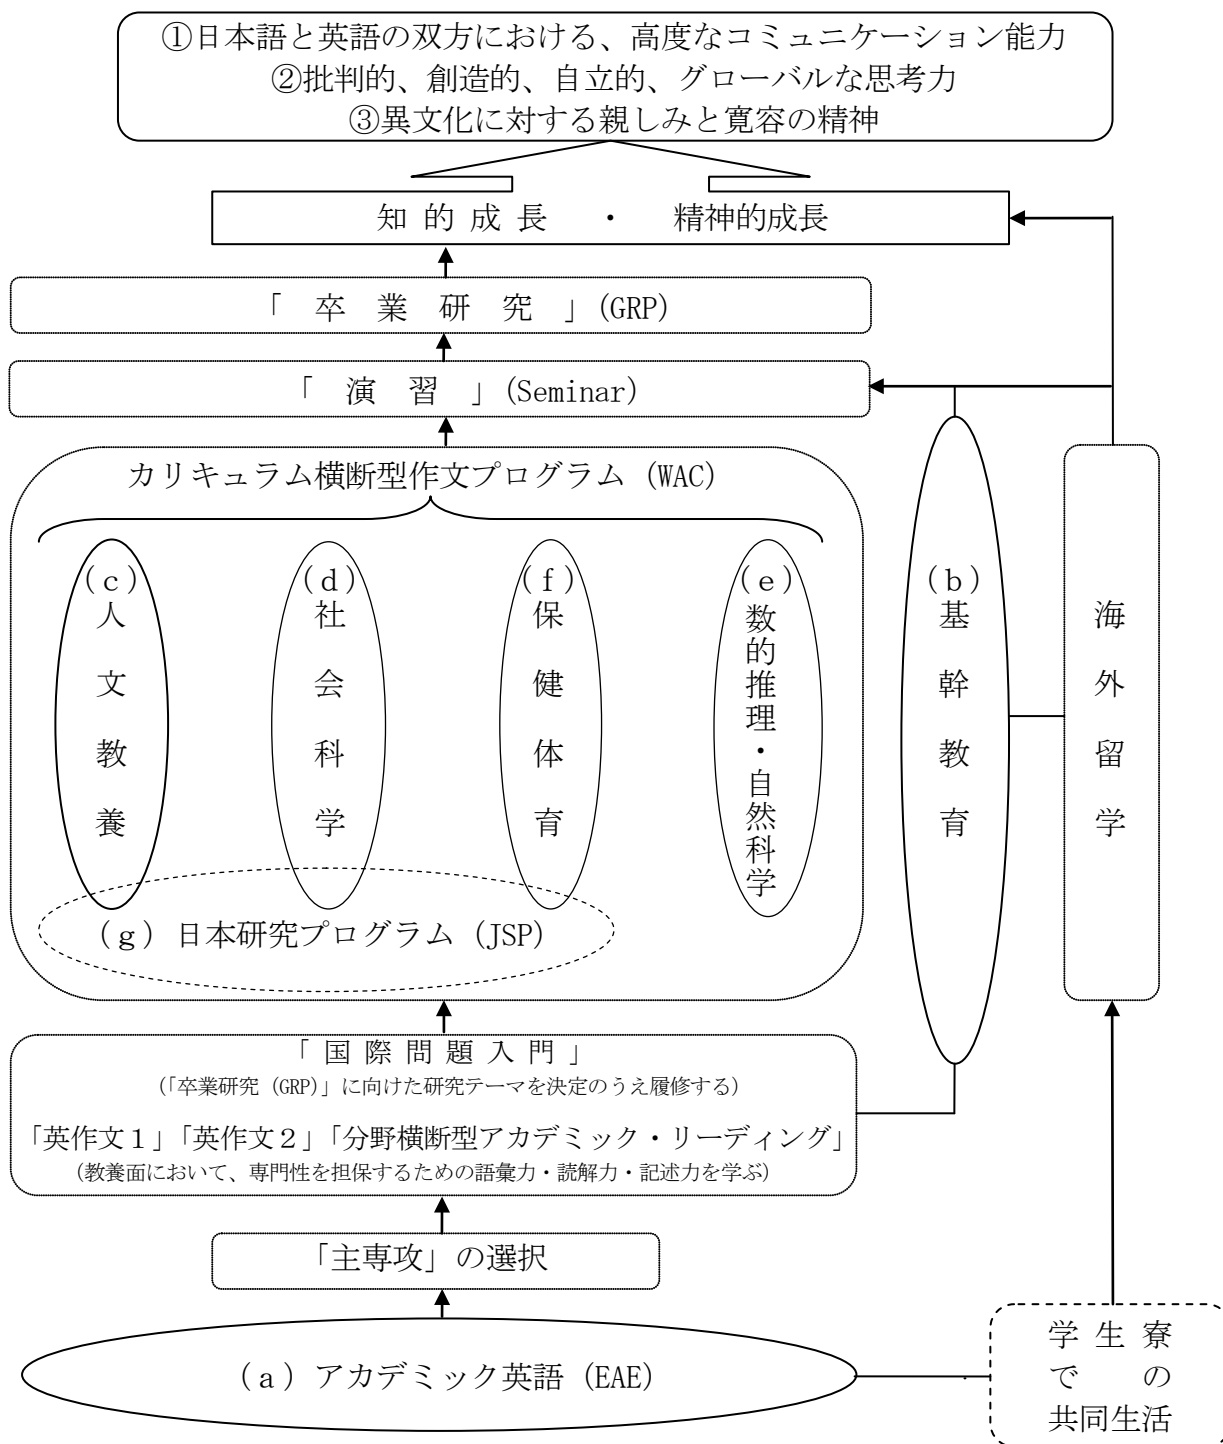 ①日本語と英語の双方における、高度なコミュニケーション能力
②批判的、創造的、自立的、グローバルな思考力
③異文化に対する親しみと寛容の精神
知的成長・精神的成長
「卒業研究」(GRP)
「演習」(Seminar)
カリキュラム横断型作文プログラム(WAC)
(c)人文教養
(d)社会科学
(f)保健体育
(e)数的推理・自然科学
(b)基幹教育
海外留学
(g)日本研究プログラム(JSP)
「国際問題入門」
(「卒業研究(GRP)」に向けた研究テーマを決定のうえ履修する)
「英作文1」「英作文2」「分野横断型アカデミック・リーディング」
(教養面において、専門性を担保するための語彙力・読解力・記述力を学ぶ)
「主専攻」の選択
(a)アカデミック英語(EAE)
学生寮
での
共同生活